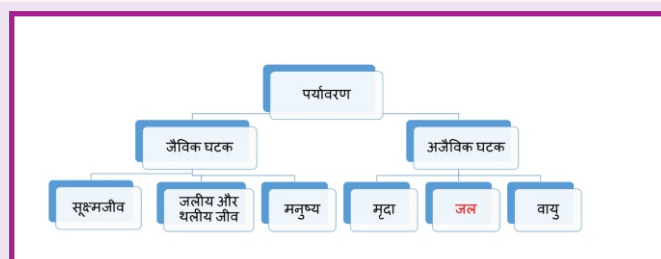 पर्यावरण
जैविक घटक
अजैविक घटक
सूक्ष्मजीव
जलीय और
थलीय जीव
मनुष्य
मृदा
जल
वायु